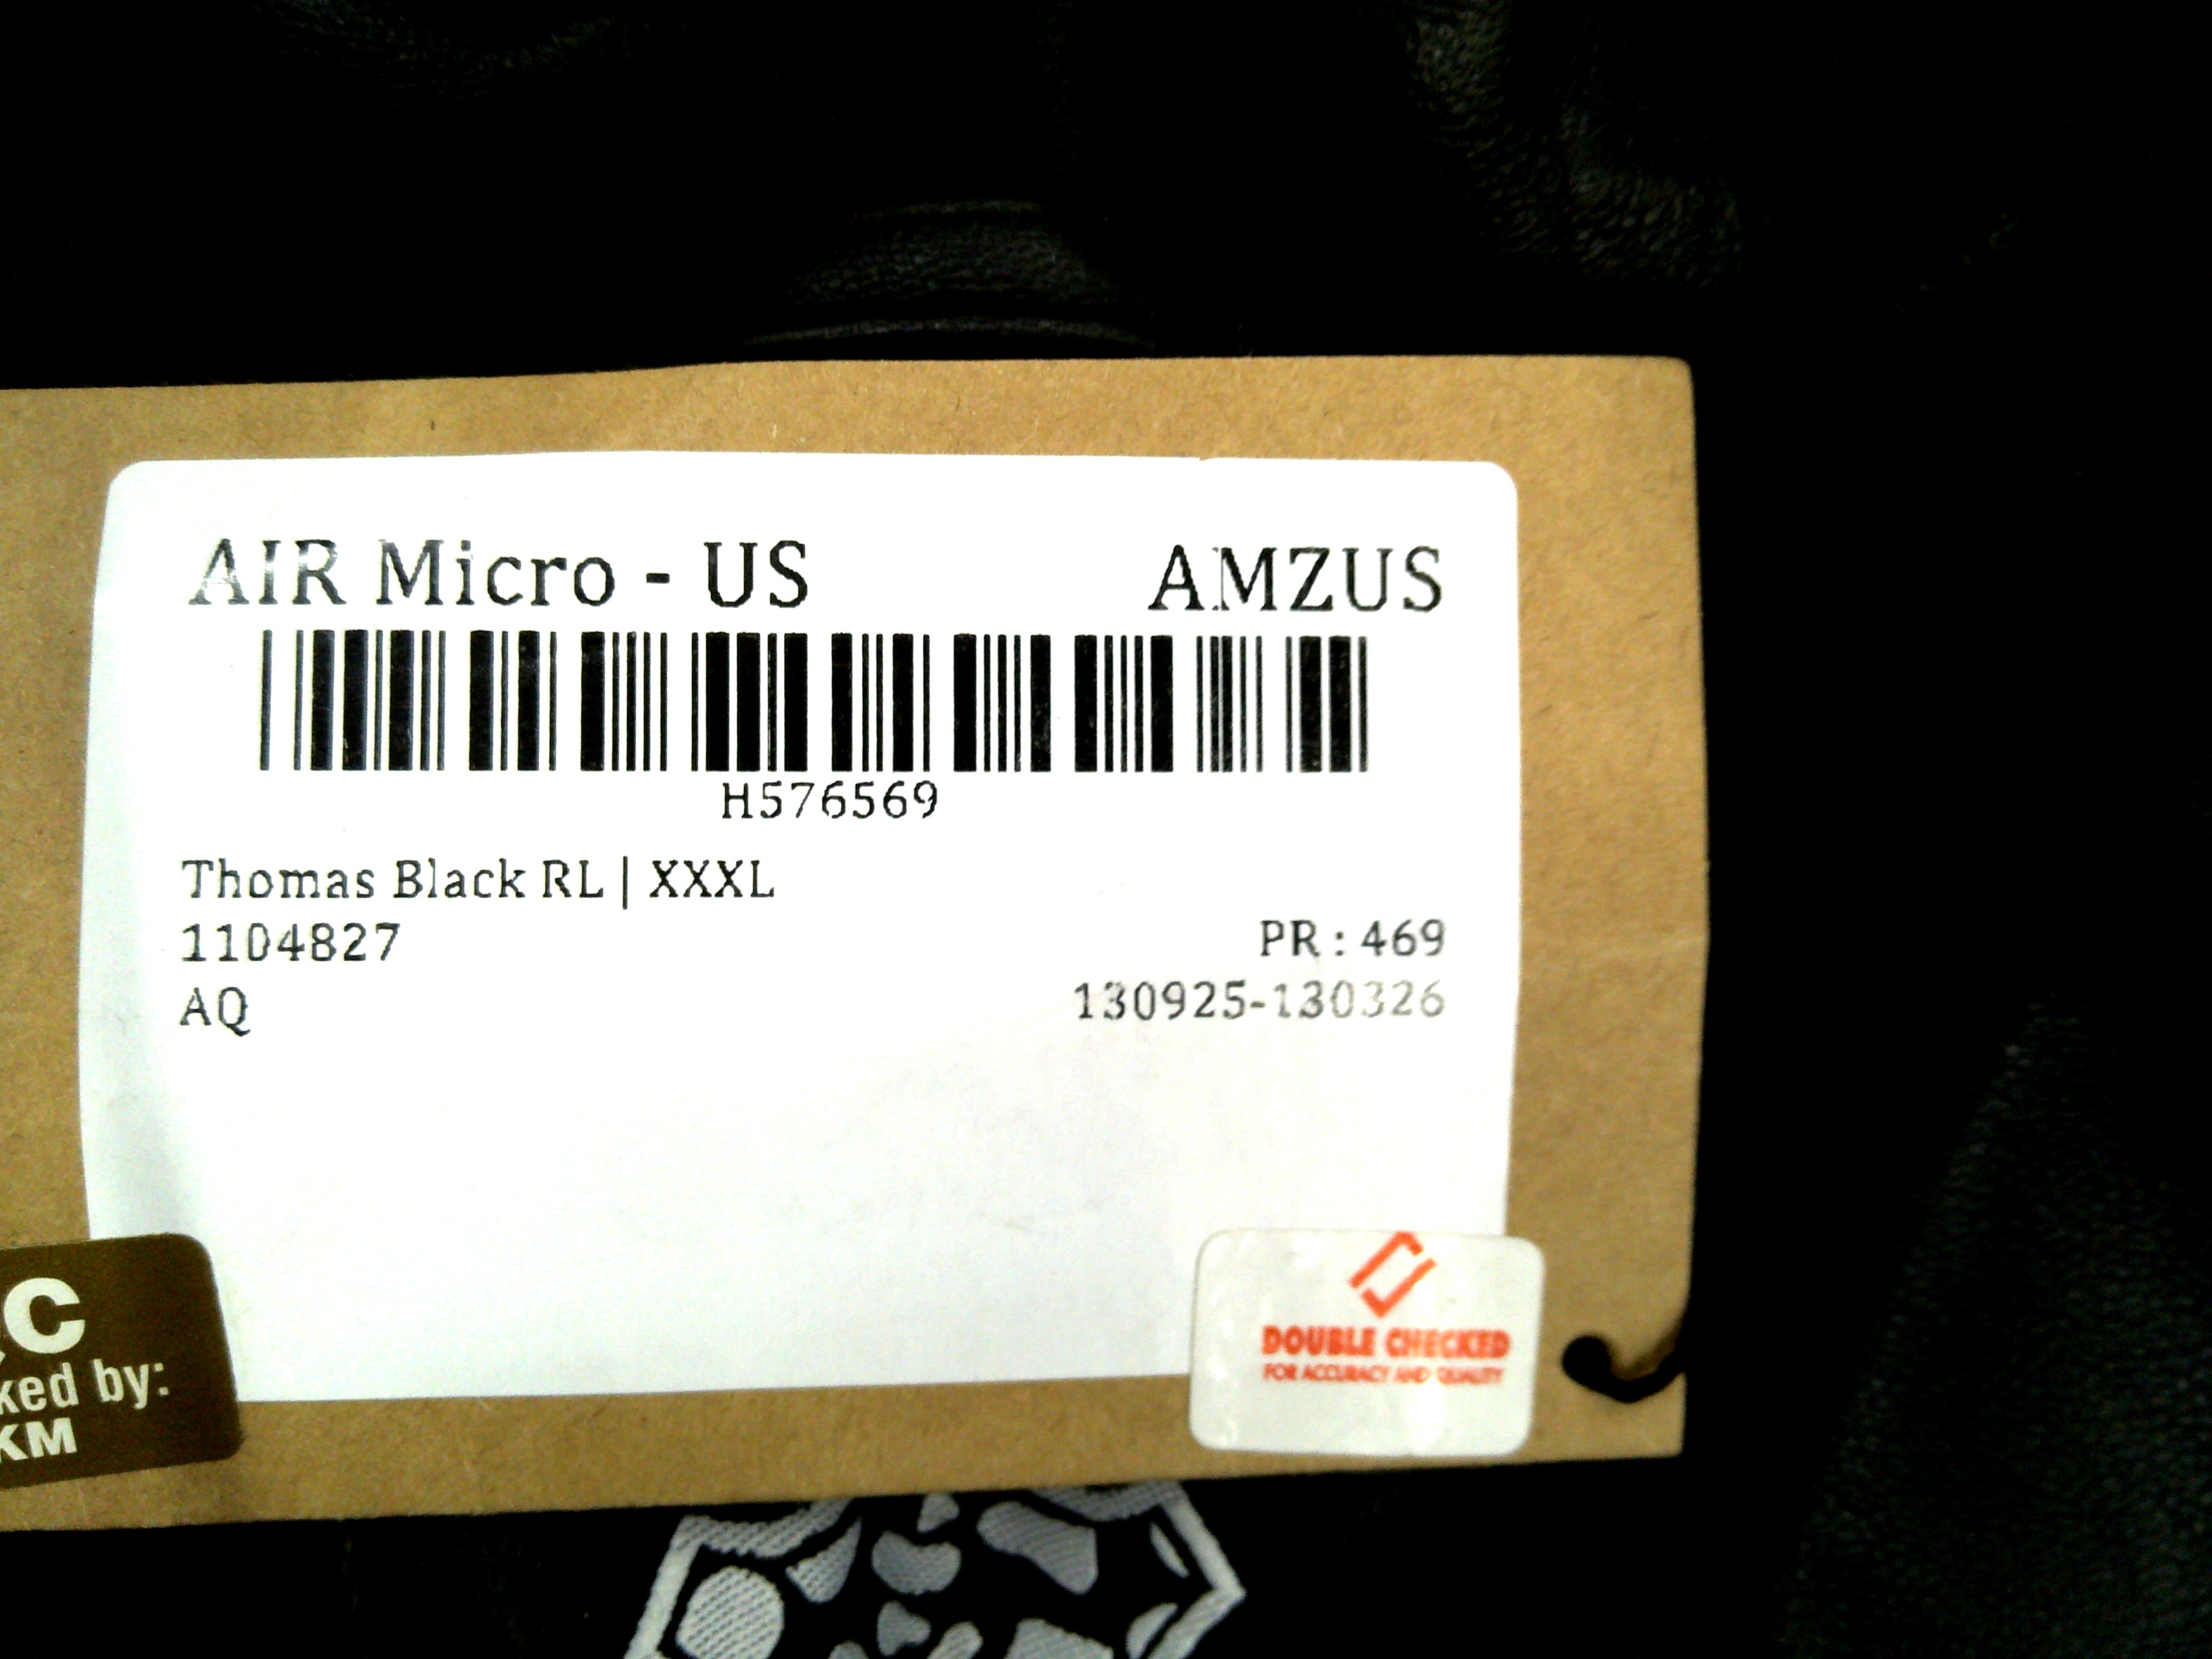 AIR Micro - US AMZUS
H576569
Thomas Black RL | XXXL
1104827 PR : 469
AQ 130925-130326
C
ked by:
KM
DOUBLE CHECKED
FOR ACCURACY AND QUALITY